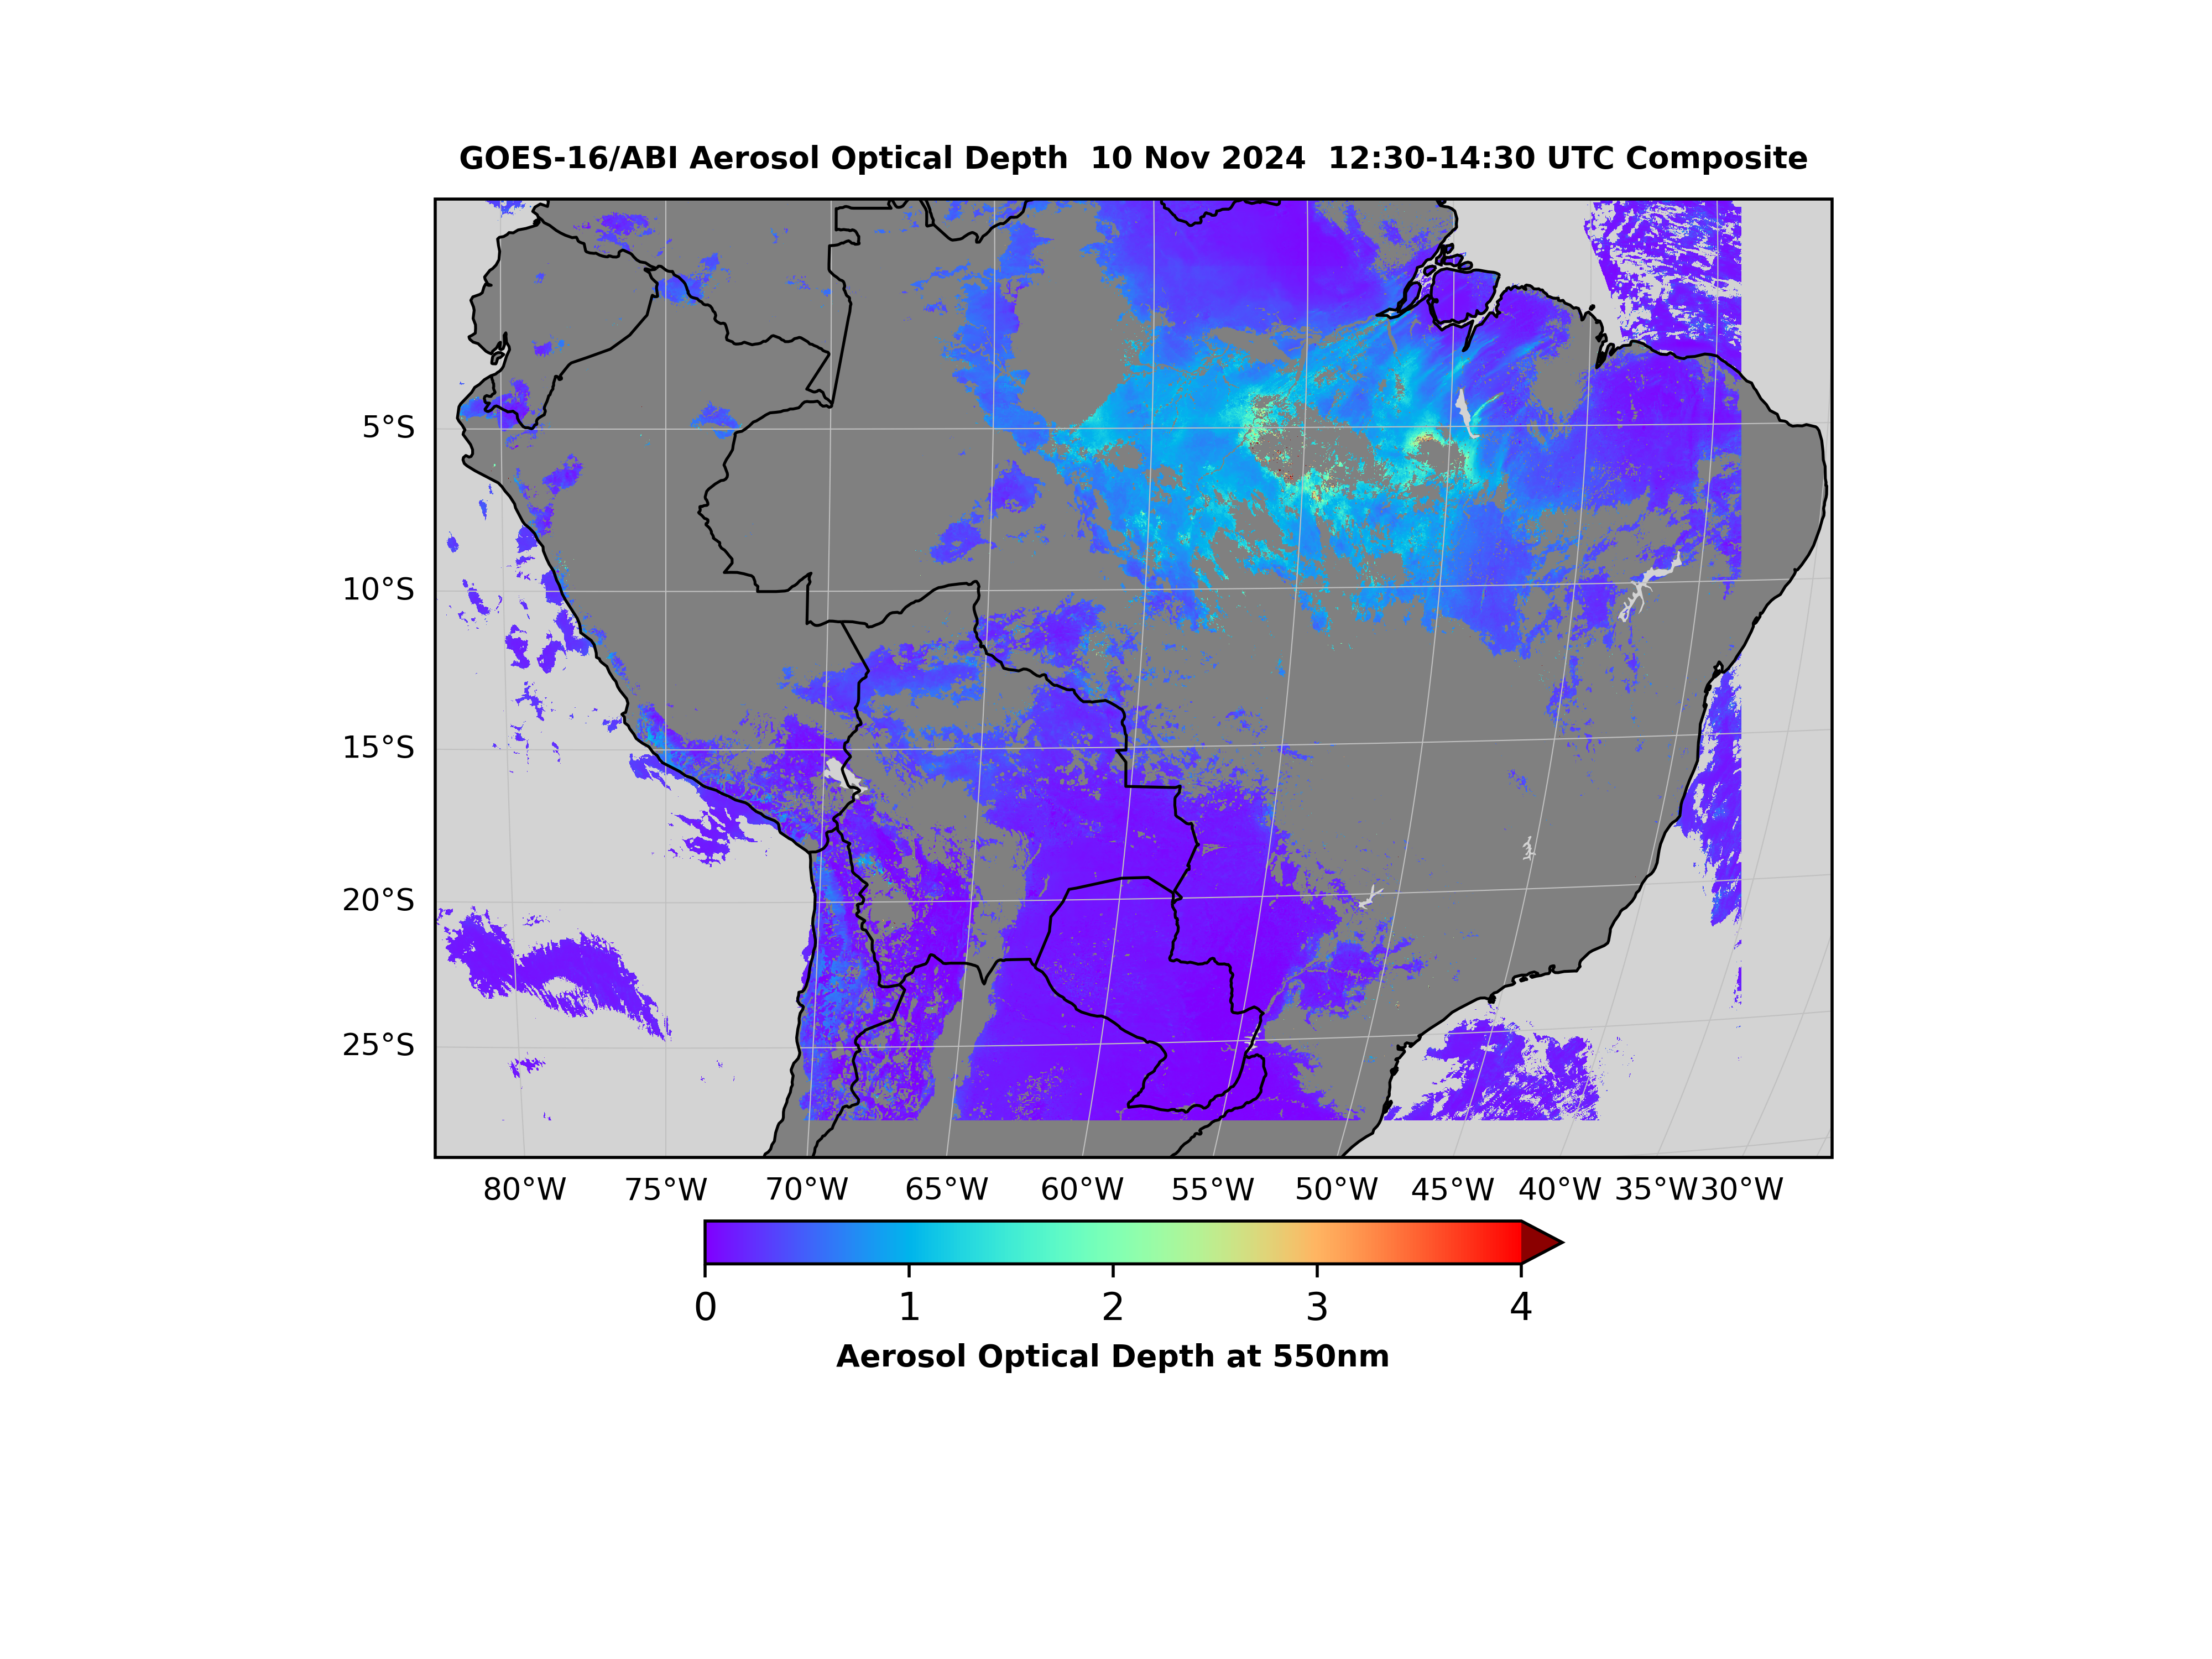 GOES-16/ABI Aerosol Optical Depth  10 Nov 2024  12:30-14:30 UTC Composite
5°S
10°S
15°S
20°S
25°S
80°W 75°W 70°W 65°W 60°W 55°W 50°W 45°W 40°W 35°W 30°W
0 1 2 3 4
Aerosol Optical Depth at 550nm